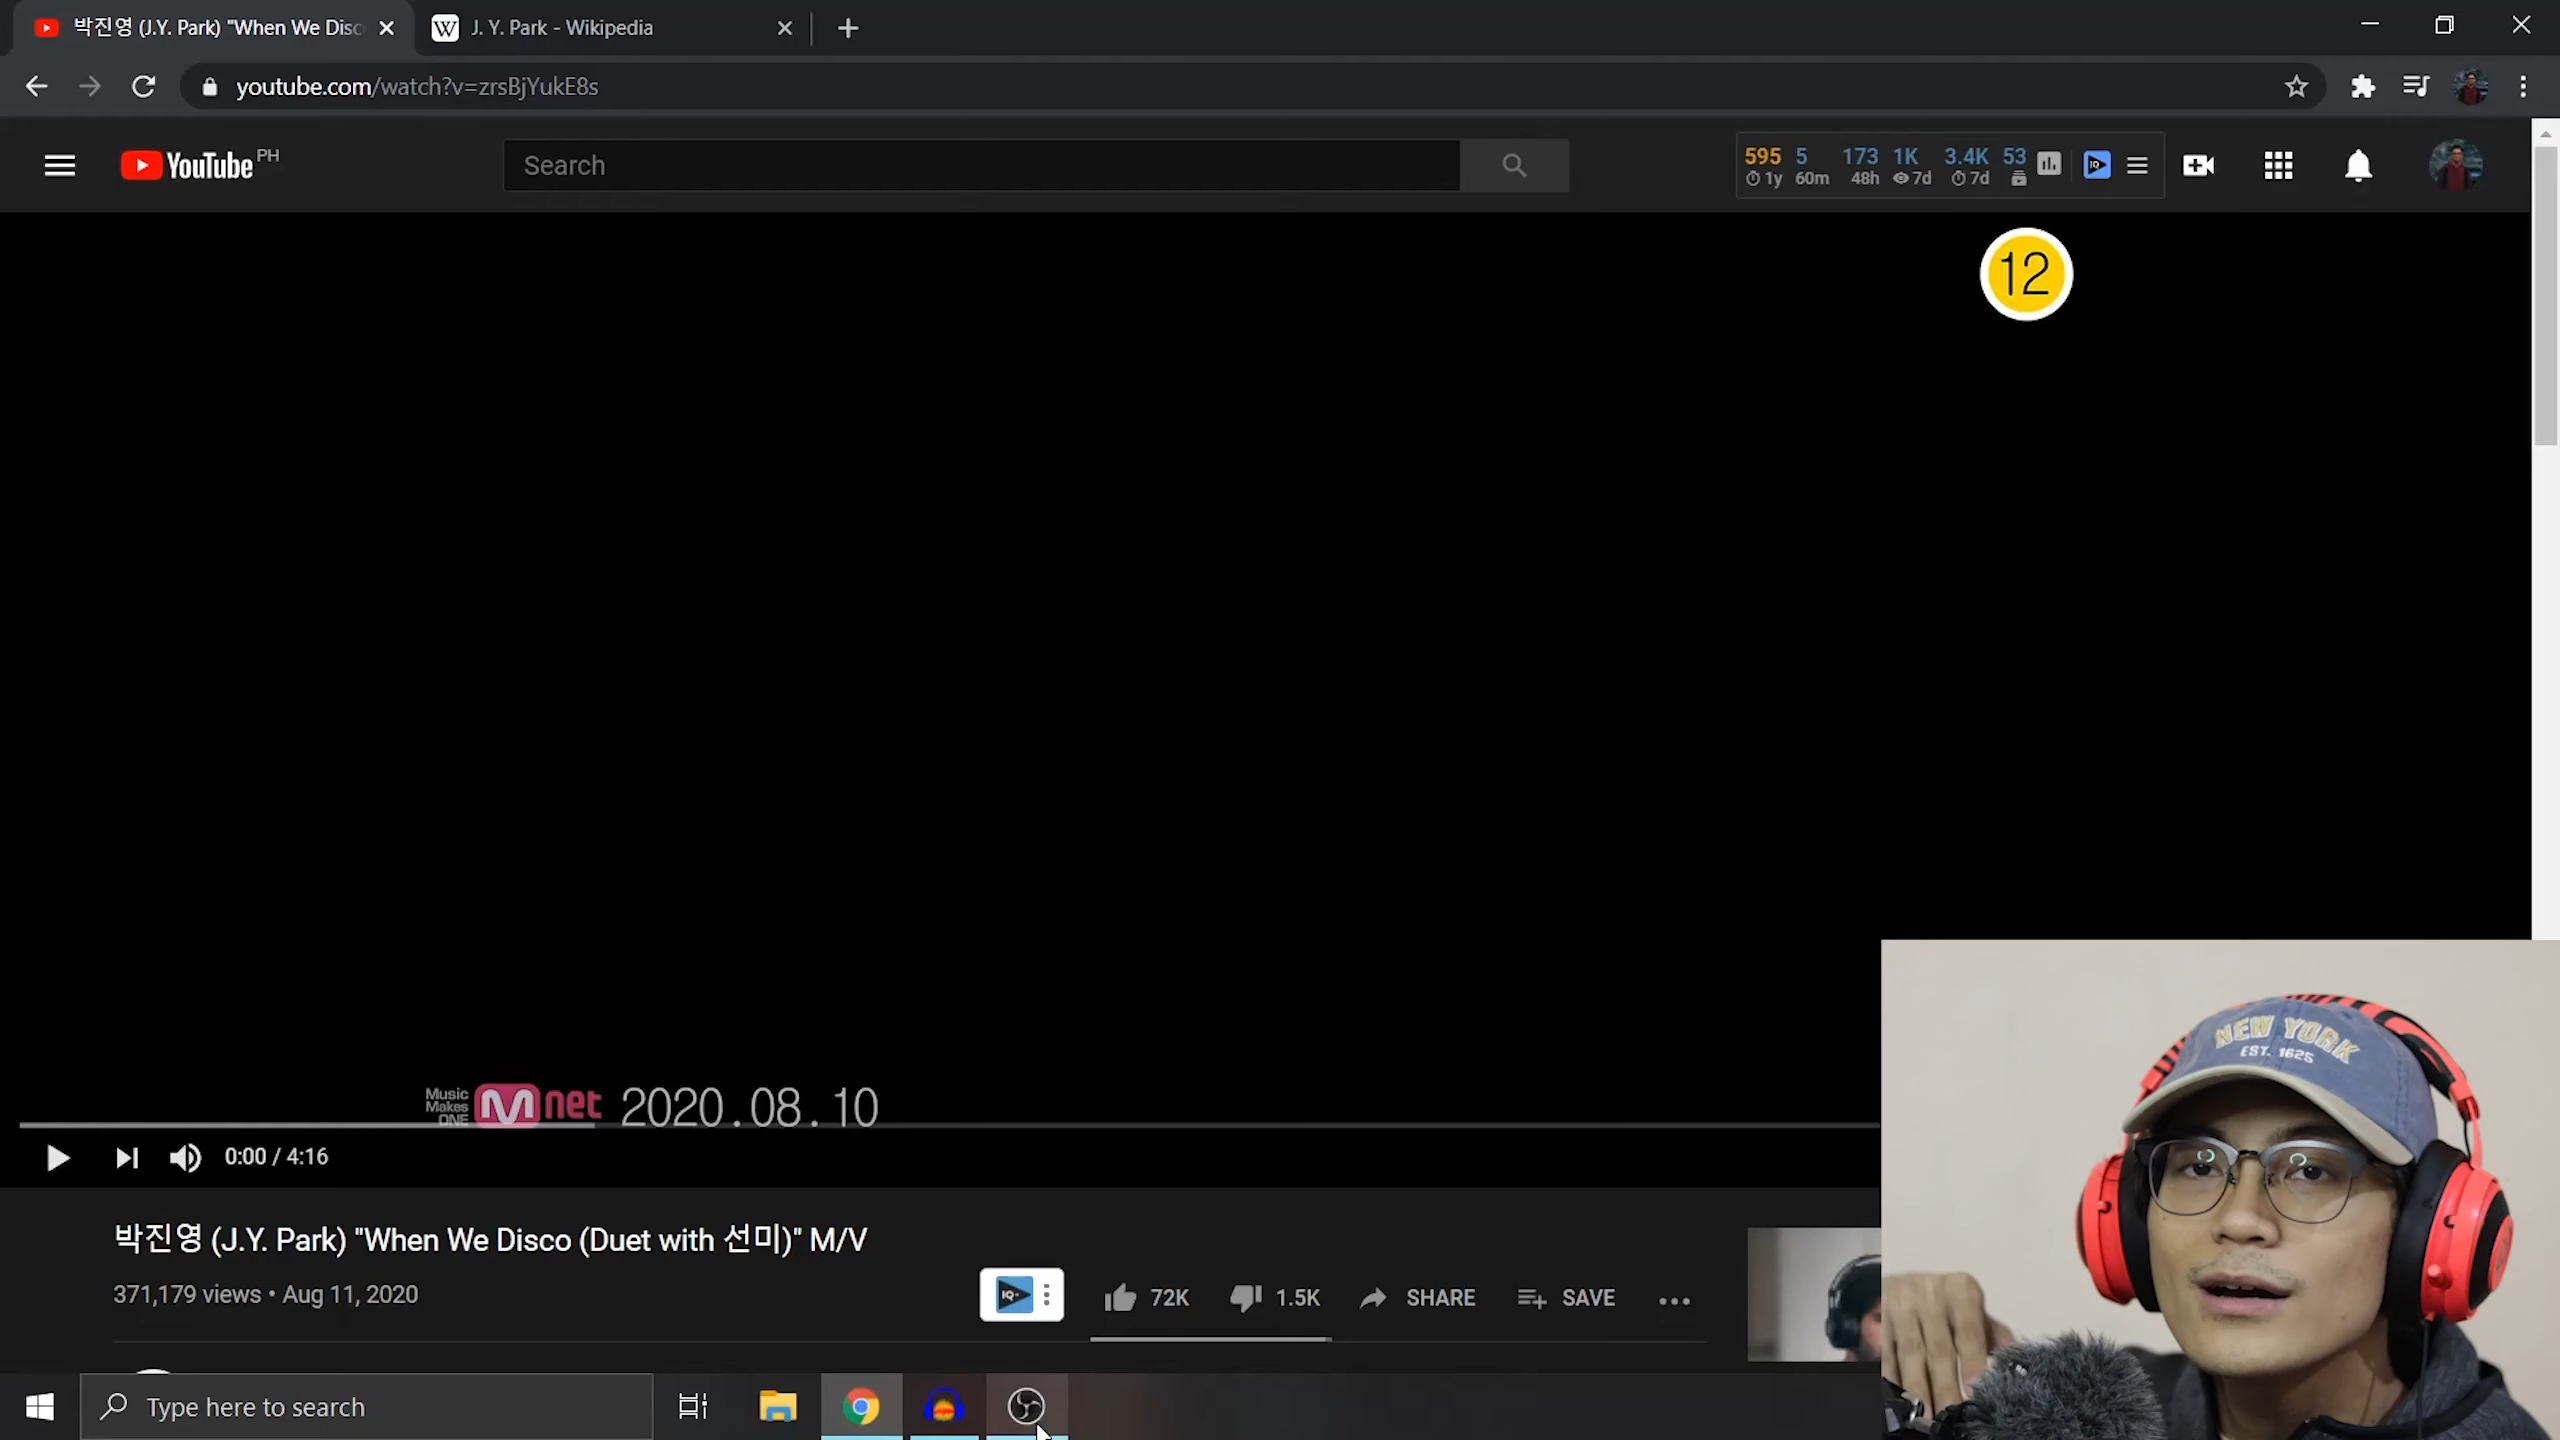 박진영 (J.Y. Park) "When We Disc
J. Y. Park - Wikipedia
youtube.com/watch?v=zrsBjYukE8s
YouTube PH
Search
595 5 173 1K 3.4K 53
1y 60m 48h 7d 7d
IQ
12
Music
Makes
ONE
Mnet 2020.08.10
0:00 / 4:16
박진영 (J.Y. Park) "When We Disco (Duet with 선미)" M/V
371,179 views • Aug 11, 2020
IQ
72K 1.5K SHARE SAVE
NEW YORK
EST. 1625
Type here to search